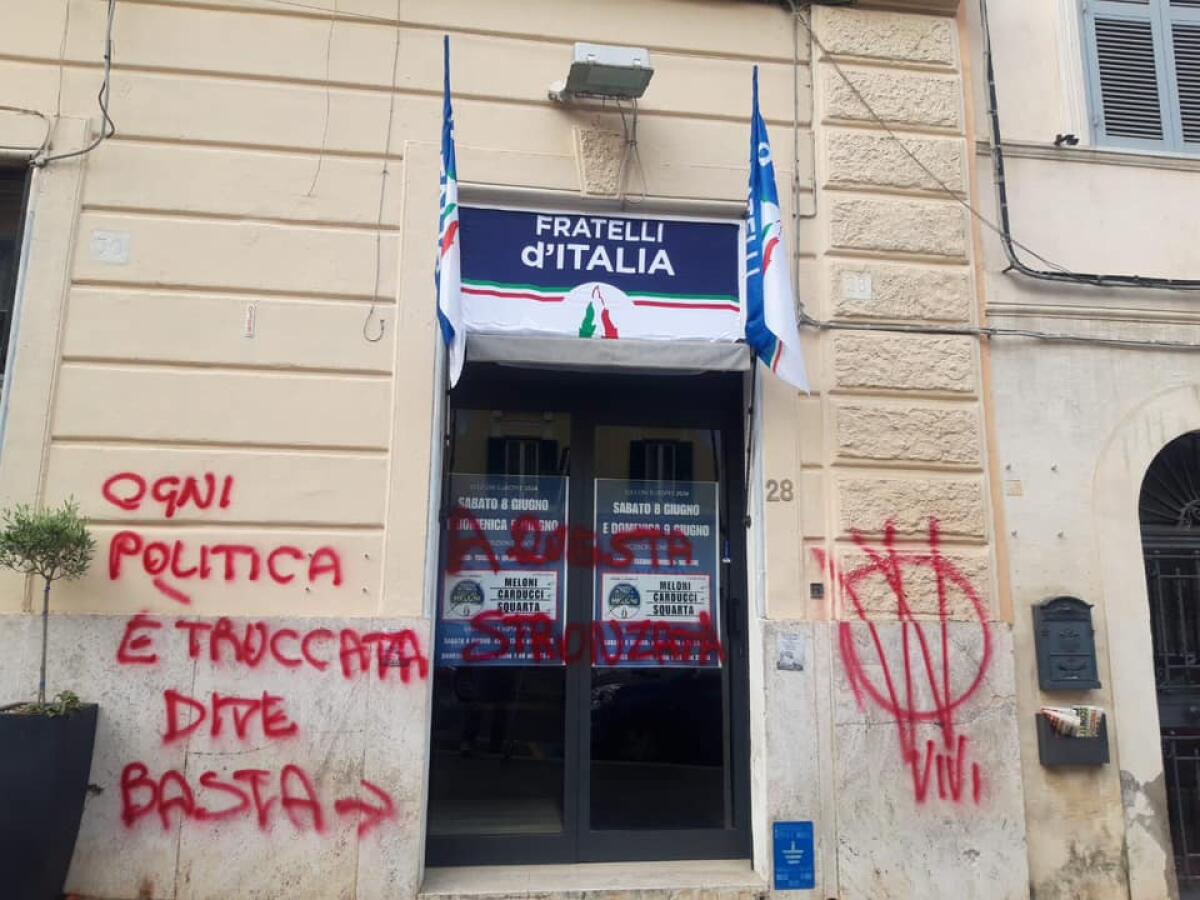 FRATELLI
d'ITALIA
28
28
SABATO 8 GIUGNO
E DOMENICA 9 GIUGNO
MELONI
CARDUCCI
SQUARTA
SABATO 8 GIUGNO
E DOMENICA 9 GIUGNO
MELONI
CARDUCCI
SQUARTA
OGNI
POLITICA
È TRUCCATA
DITE
BASTA →
A QUESTA
STRONZATA
VIVI